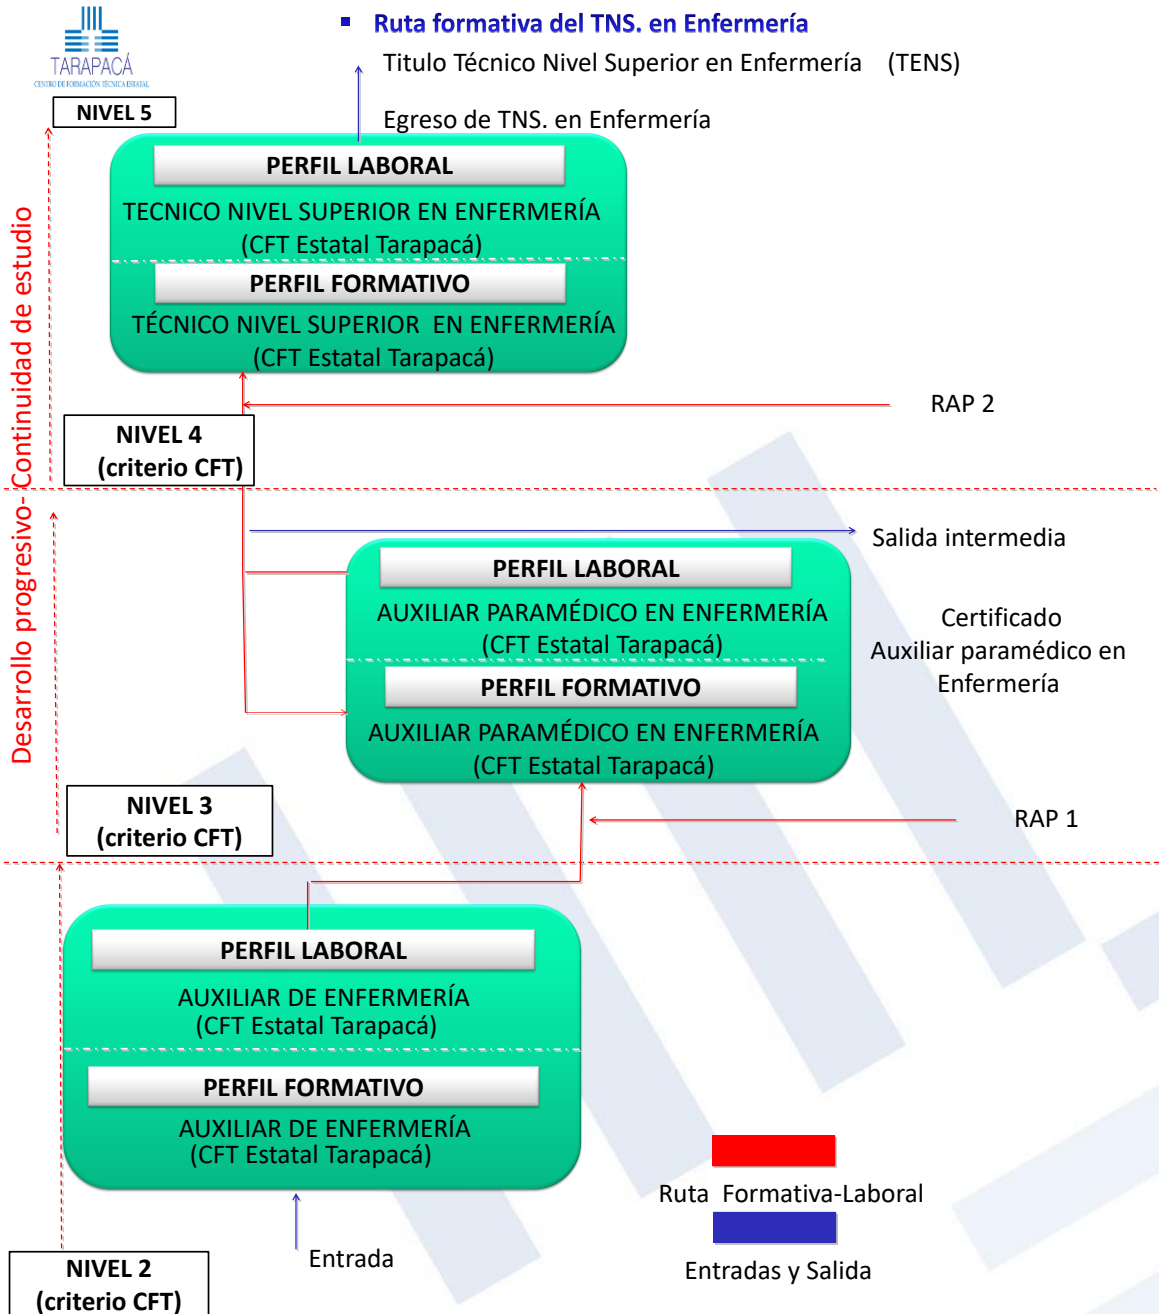 Ruta formativa del TNS. en Enfermería
TARAPACÁ
CENTRO DE FORMACIÓN TÉCNICA ESTATAL
Titulo Técnico Nivel Superior en Enfermería (TENS)
NIVEL 5
Egreso de TNS. en Enfermería
PERFIL LABORAL
TECNICO NIVEL SUPERIOR EN ENFERMERÍA
(CFT Estatal Tarapacá)
PERFIL FORMATIVO
TÉCNICO NIVEL SUPERIOR EN ENFERMERÍA
(CFT Estatal Tarapacá)
Desarrollo progresivo- Continuidad de estudio
RAP 2
NIVEL 4
(criterio CFT)
Salida intermedia
PERFIL LABORAL
AUXILIAR PARAMÉDICO EN ENFERMERÍA
(CFT Estatal Tarapacá)
PERFIL FORMATIVO
AUXILIAR PARAMÉDICO EN ENFERMERÍA
(CFT Estatal Tarapacá)
Certificado
Auxiliar paramédico en
Enfermería
NIVEL 3
(criterio CFT)
RAP 1
PERFIL LABORAL
AUXILIAR DE ENFERMERÍA
(CFT Estatal Tarapacá)
PERFIL FORMATIVO
AUXILIAR DE ENFERMERÍA
(CFT Estatal Tarapacá)
Ruta Formativa-Laboral
Entrada
Entradas y Salida
NIVEL 2
(criterio CFT)